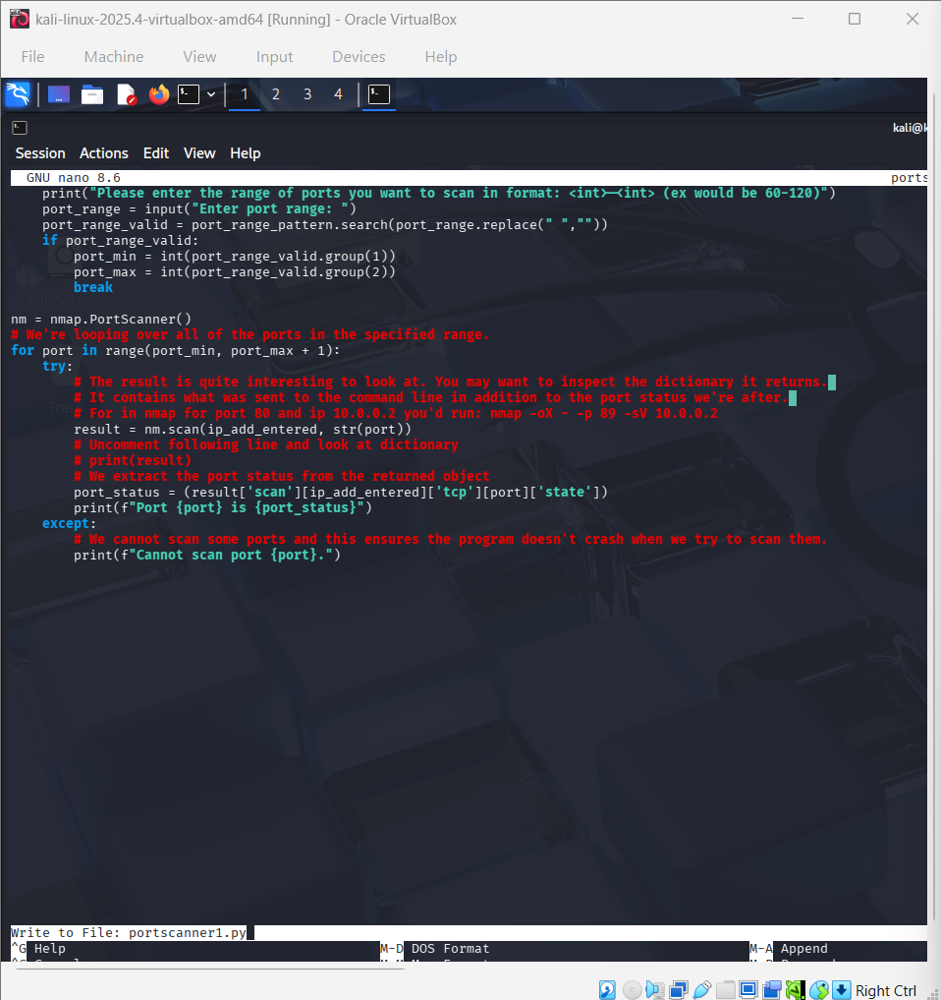 kali-linux-2025.4-virtualbox-amd64 [Running] - Oracle VirtualBox
File Machine View Input Devices Help
1 2 3 4
kali@k
Session Actions Edit View Help
GNU nano 8.6 ports
    print("Please enter the range of ports you want to scan in format: <int>-<int> (ex would be 60-120)")
    port_range = input("Enter port range: ")
    port_range_valid = port_range_pattern.search(port_range.replace(" ",""))
    if port_range_valid:
        port_min = int(port_range_valid.group(1))
        port_max = int(port_range_valid.group(2))
        break
File System
nm = nmap.PortScanner()
# We're looping over all of the ports in the specified range.
for port in range(port_min, port_max + 1):
    try:
        # The result is quite interesting to look at. You may want to inspect the dictionary it returns.
        # It contains what was sent to the command line in addition to the port status we're after.
        # For in nmap for port 80 and ip 10.0.0.2 you'd run: nmap -oX - -p 89 -sV 10.0.0.2
        result = nm.scan(ip_add_entered, str(port))
        # Uncomment following line and look at dictionary
        # print(result)
        # We extract the port status from the returned object
        port_status = (result['scan'][ip_add_entered]['tcp'][port]['state'])
        print(f"Port {port} is {port_status}")
    except:
        # We cannot scan some ports and this ensures the program doesn't crash when we try to scan them.
        print(f"Cannot scan port {port}.")
Write to File: portscanner1.py
^G Help M-D DOS Format M-A Append
Right Ctrl